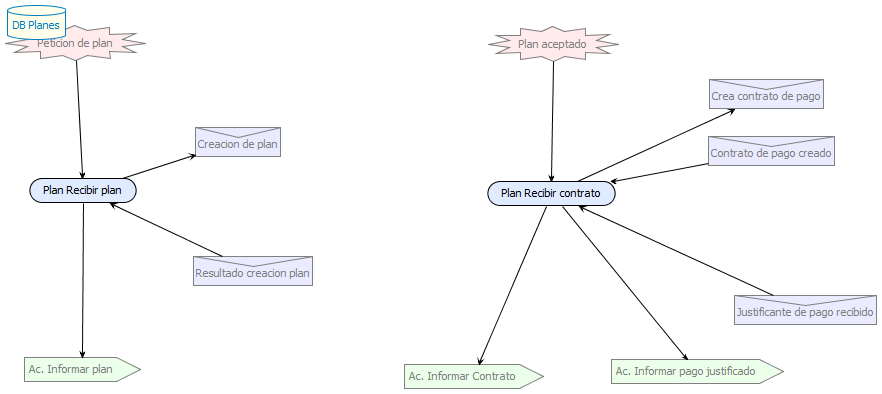 DB Planes
Peticion de plan
Creacion de plan
Plan Recibir plan
Resultado creacion plan
Ac. Informar plan
Plan aceptado
Crea contrato de pago
Contrato de pago creado
Plan Recibir contrato
Justificante de pago recibido
Ac. Informar Contrato
Ac. Informar pago justificado